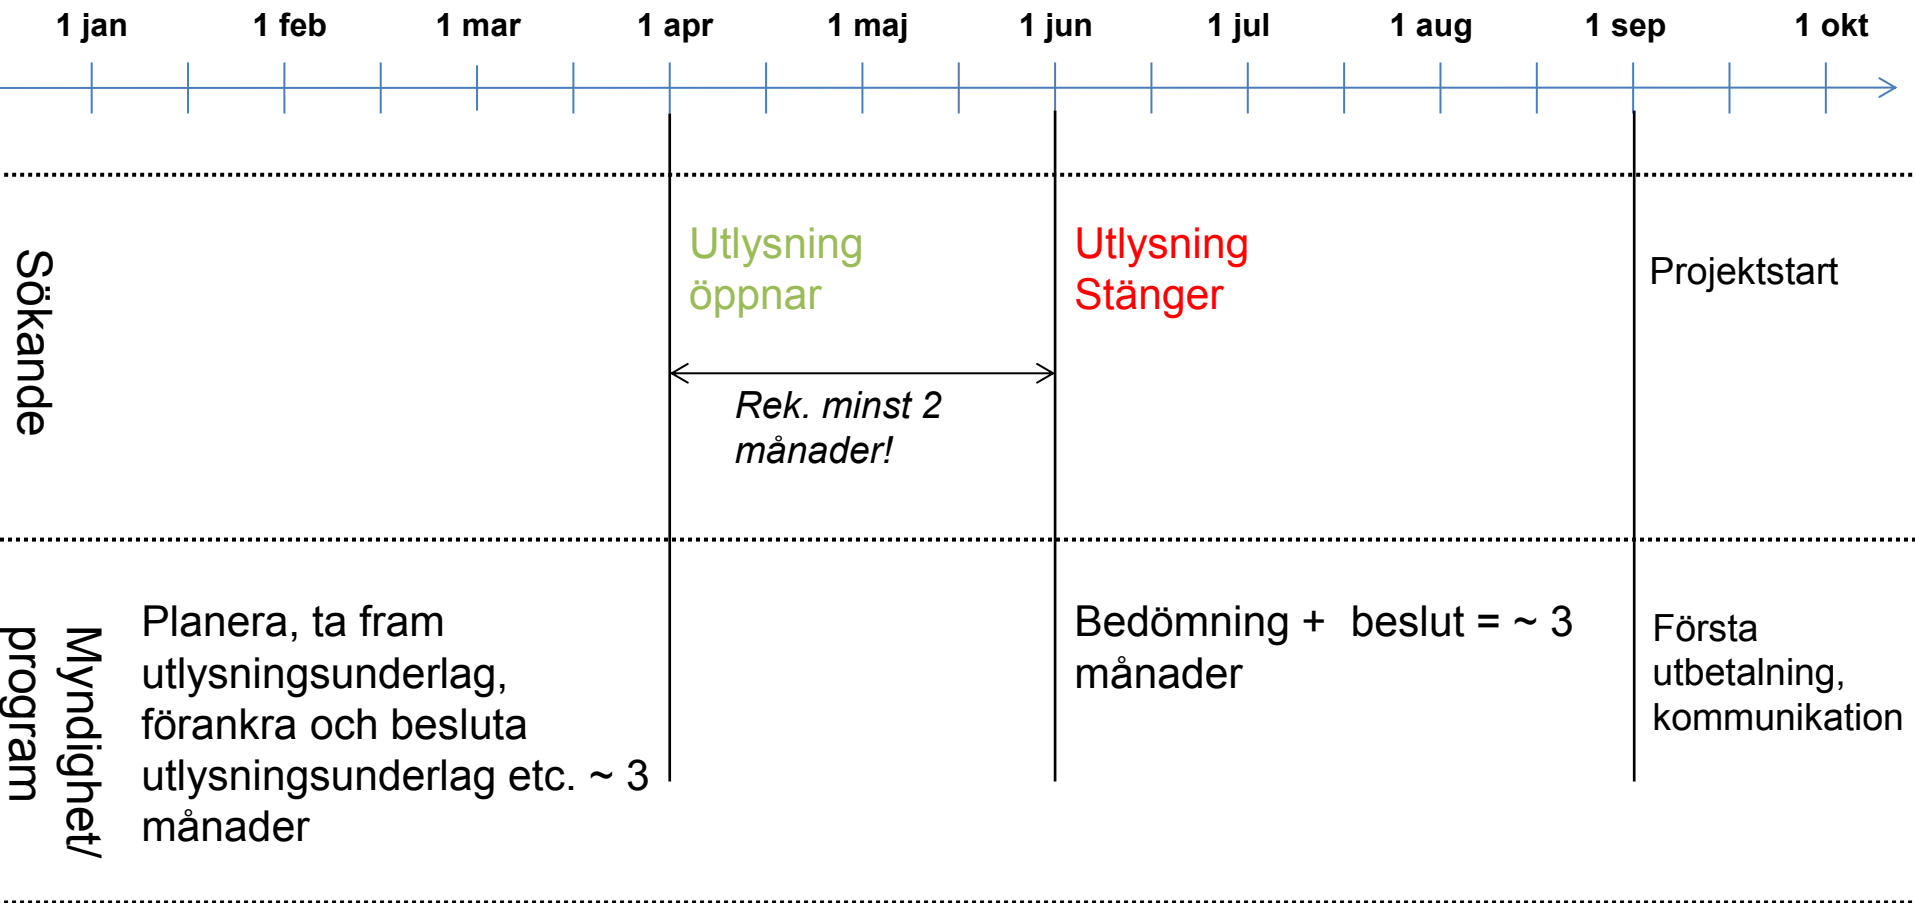 1 jan 1 feb 1 mar 1 apr 1 maj 1 jun 1 jul 1 aug 1 sep 1 okt
Sökande
Utlysning
öppnar
Rek. minst 2
månader!
Utlysning
Stänger
Projektstart
Myndighet/
program
Planera, ta fram
utlysningsunderlag,
förankra och besluta
utlysningsunderlag etc. ~ 3
månader
Bedömning + beslut = ~ 3
månader
Första
utbetalning,
kommunikation